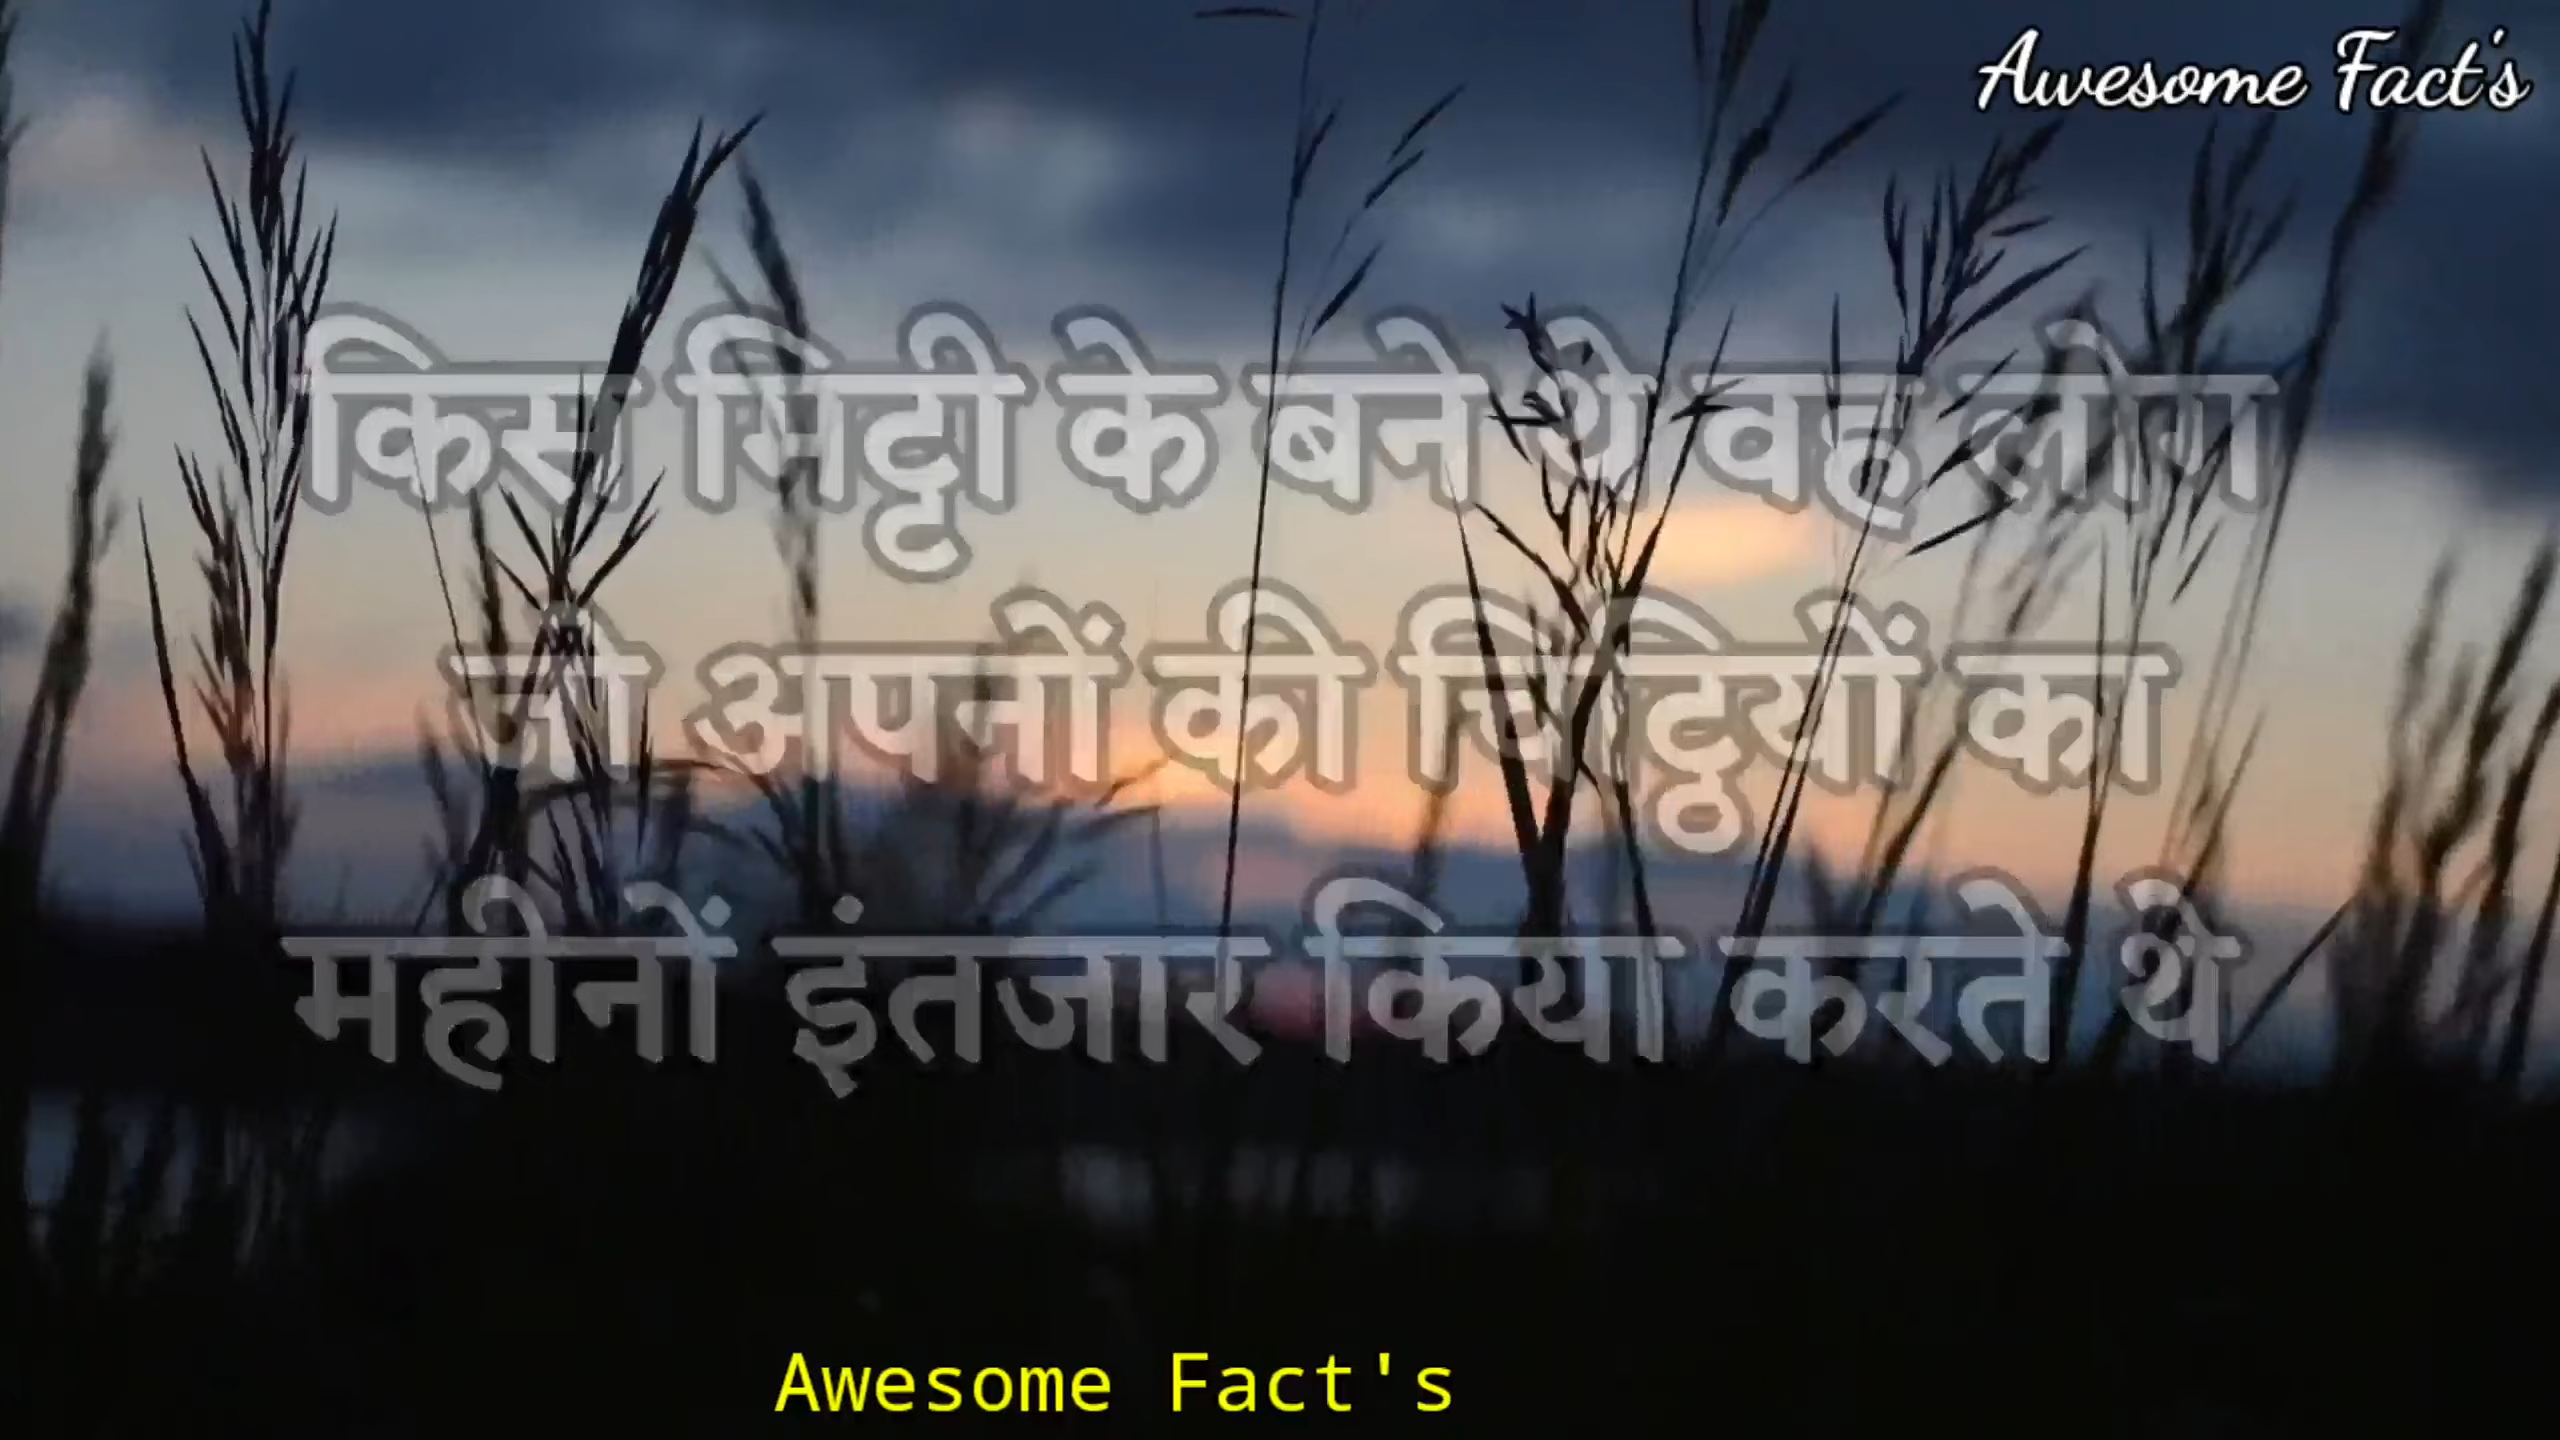 Awesome Fact's
किस मिट्टी के बने थे वह लोग
जो अपनों की चिट्ठियों का
महीनों इंतजार किया करते थे
Awesome Fact's